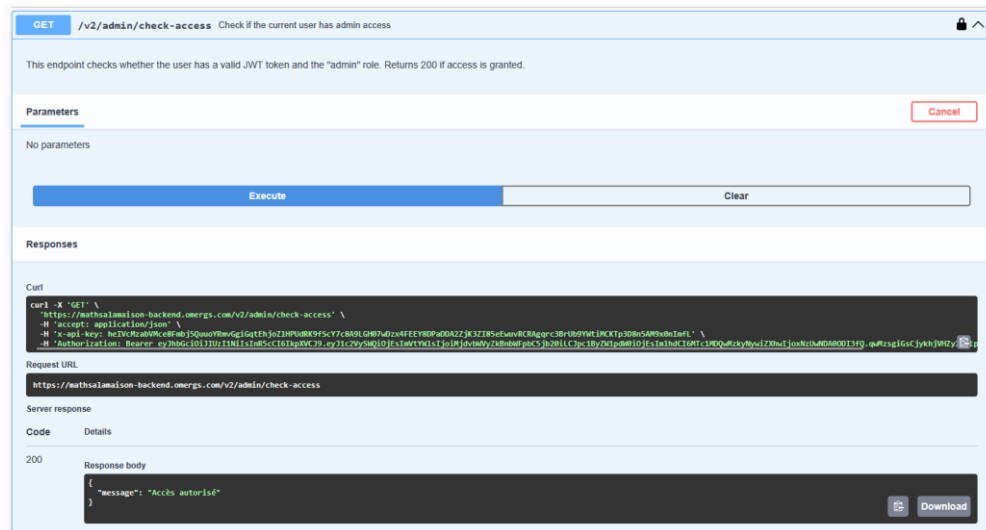 GET /v2/admin/check-access Check if the current user has admin access
This endpoint checks whether the user has a valid JWT token and the "admin" role. Returns 200 if access is granted.
Parameters
Cancel
No parameters
Execute
Clear
Responses
Curl
curl -X 'GET' \
'https://mathsalamaison-backend.omergs.com/v2/admin/check-access' \
-H 'accept: application/json' \
-H 'x-api-key: \
-H 'Authorization: Bearer
Request URL
https://mathsalamaison-backend.omergs.com/v2/admin/check-access
Server response
Code Details
200
Response body
{
"message": "Accès autorisé"
}
Download